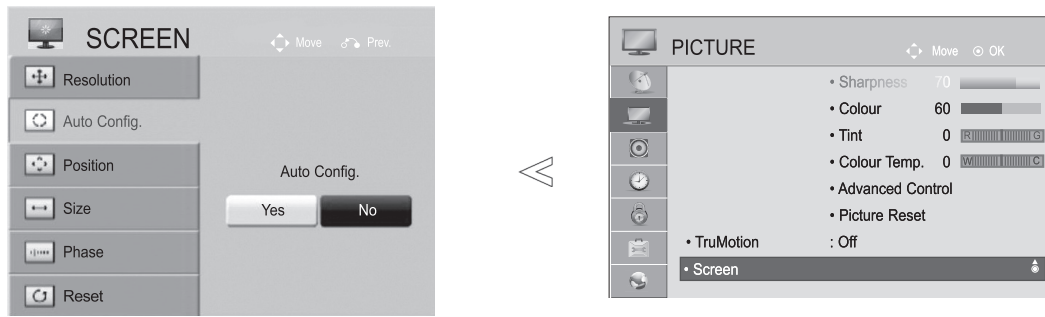 SCREEN
Move Prev.
Resolution
Auto Config.
Position
Size
Phase
Reset
Auto Config.
Yes No
PICTURE
Move OK
• Sharpness 70
• Colour 60
• Tint 0 R G
• Colour Temp. 0 W C
• Advanced Control
• Picture Reset
• TruMotion : Off
• Screen